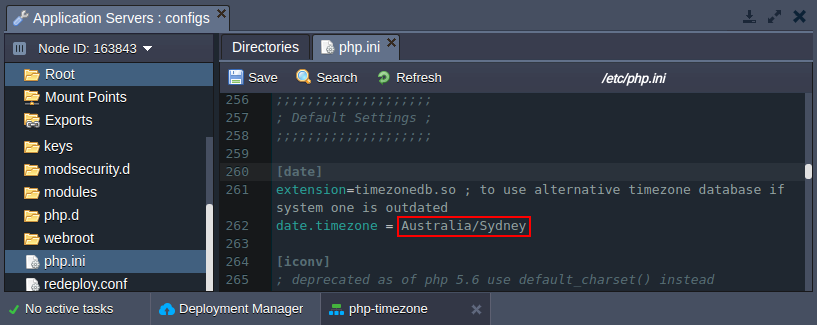 Application Servers : configs
Node ID: 163843
Root
Mount Points
Exports
keys
modsecurity.d
modules
php.d
webroot
php.ini
redeploy.conf
Directories
php.ini
Save
Search
Refresh
/etc/php.ini
256 ;;;;;;;;;;;;;;;;;;;;
257 ; Default Settings ;
258 ;;;;;;;;;;;;;;;;;;;;
259
260 [date]
261 extension=timezonedb.so ; to use alternative timezone database if
system one is outdated
262 date.timezone = Australia/Sydney
263
264 [iconv]
265 ; deprecated as of php 5.6 use default_charset() instead
No active tasks
Deployment Manager
php-timezone